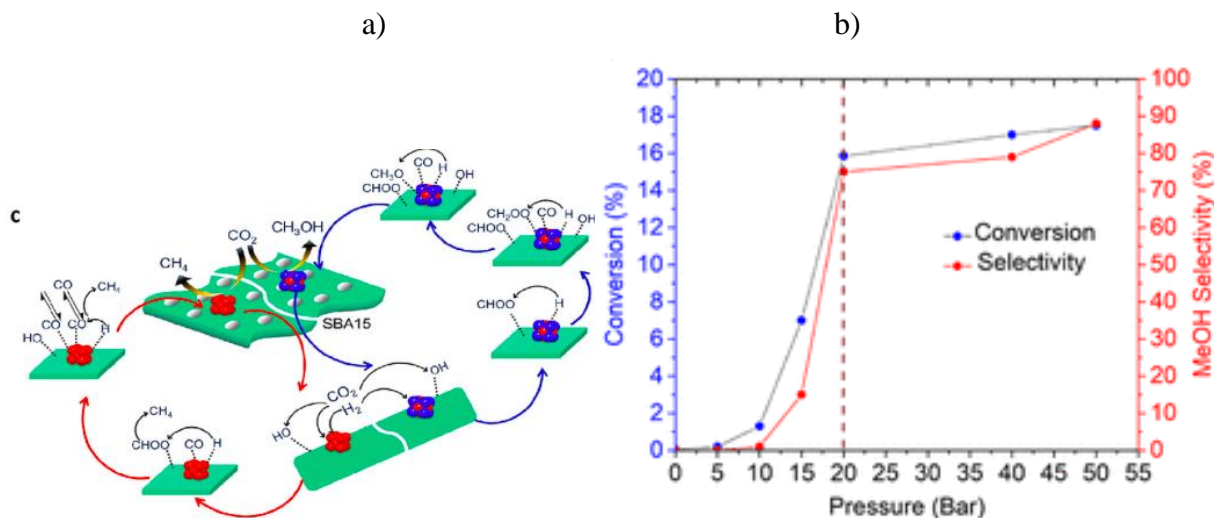 a)
b)
c
CO
H
CH₃O
OH
CHOO
CH₂OO
CO
H
CHOO
OH
CO₂
CH₃OH
CH₄
SBA15
CHOO
H
CO
CO
CH₄
CO
CO
H
HO
CO₂
H₂
OH
HO
CH₄
CHOO
CO
H
20
18
16
14
12
10
8
6
4
2
0
Conversion (%)
100
90
80
70
60
50
40
30
20
10
0
MeOH Selectivity (%)
Conversion
Selectivity
0 5 10 15 20 25 30 35 40 45 50 55
Pressure (Bar)